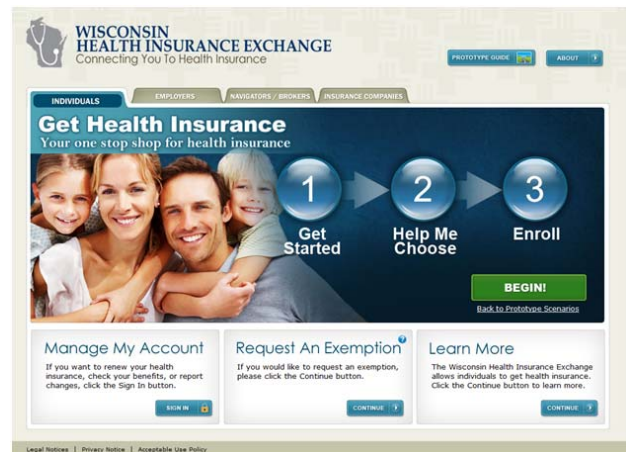 WISCONSIN
HEALTH INSURANCE EXCHANGE
Connecting You To Health Insurance
PROTOTYPE GUIDE
ABOUT
INDIVIDUALS
EMPLOYERS
NAVIGATORS / BROKERS
INSURANCE COMPANIES
Get Health Insurance
Your one stop shop for health insurance
1
2
3
Get
Started
Help Me
Choose
Enroll
BEGIN!
Back to Prototype Scenarios
Manage My Account
If you want to renew your health
insurance, check your benefits, or report
changes, click the Sign In button.
SIGN IN
Request An Exemption
?
If you would like to request an exemption,
please click the Continue button.
CONTINUE
Learn More
The Wisconsin Health Insurance Exchange
allows individuals to get health insurance.
Click the Continue button to learn more.
CONTINUE
Legal Notices | Privacy Notice | Acceptable Use Policy